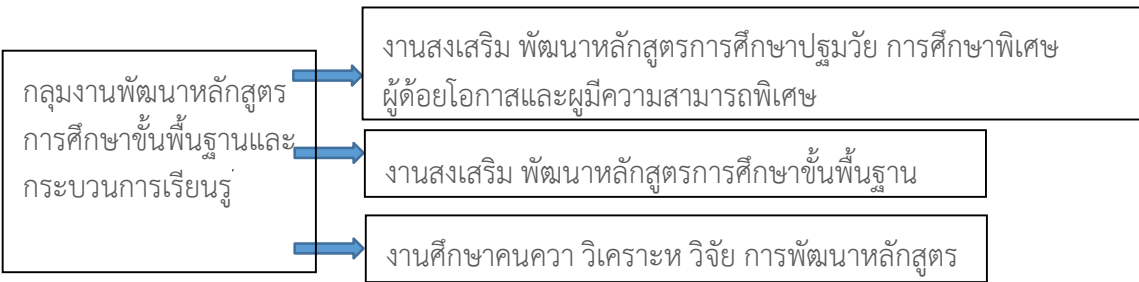 กลุมงานพัฒนาหลักสูตร
การศึกษาขั้นพื้นฐานและ
กระบวนการเรียนรู่
งานสงเสริม พัฒนาหลักสูตรการศึกษาปฐมวัย การศึกษาพิเศษ
ผู้ด้อยโอกาสและผูมีความสามารถพิเศษ
งานสงเสริม พัฒนาหลักสูตรการศึกษาขั้นพื้นฐาน
งานศึกษาคนควา วิเคราะห วิจัย การพัฒนาหลักสูตร